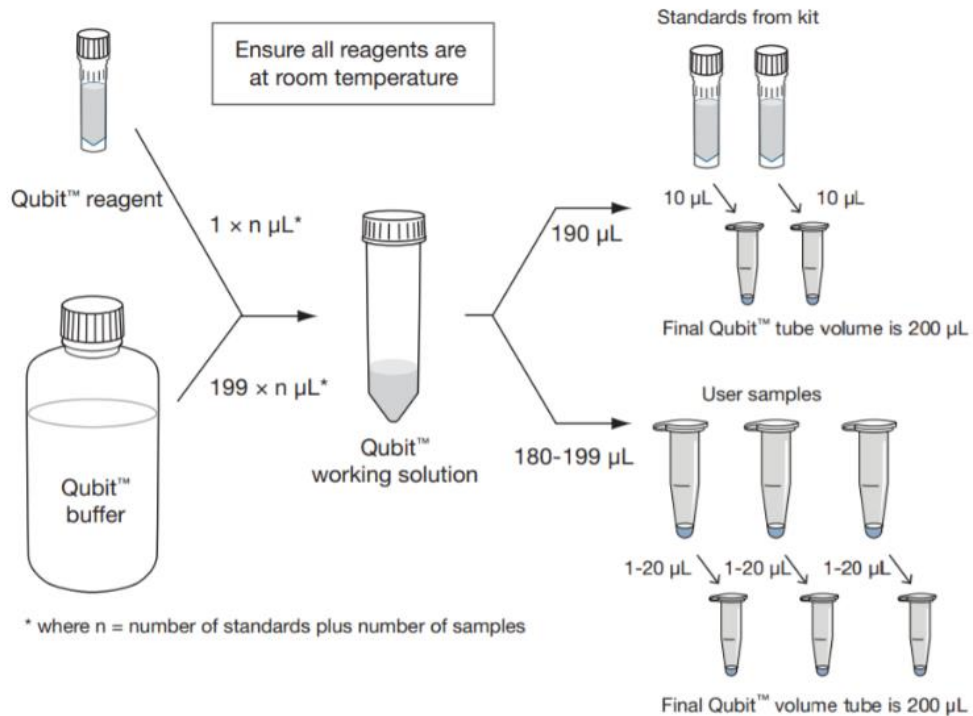 Ensure all reagents are
at room temperature
Qubit™ reagent
1 × n µL*
199 × n µL*
Qubit™
buffer
Qubit™
working solution
* where n = number of standards plus number of samples
Standards from kit
190 µL
10 µL
10 µL
Final Qubit™ tube volume is 200 µL
User samples
180-199 µL
1-20 µL
1-20 µL
1-20 µL
Final Qubit™ volume tube is 200 µL